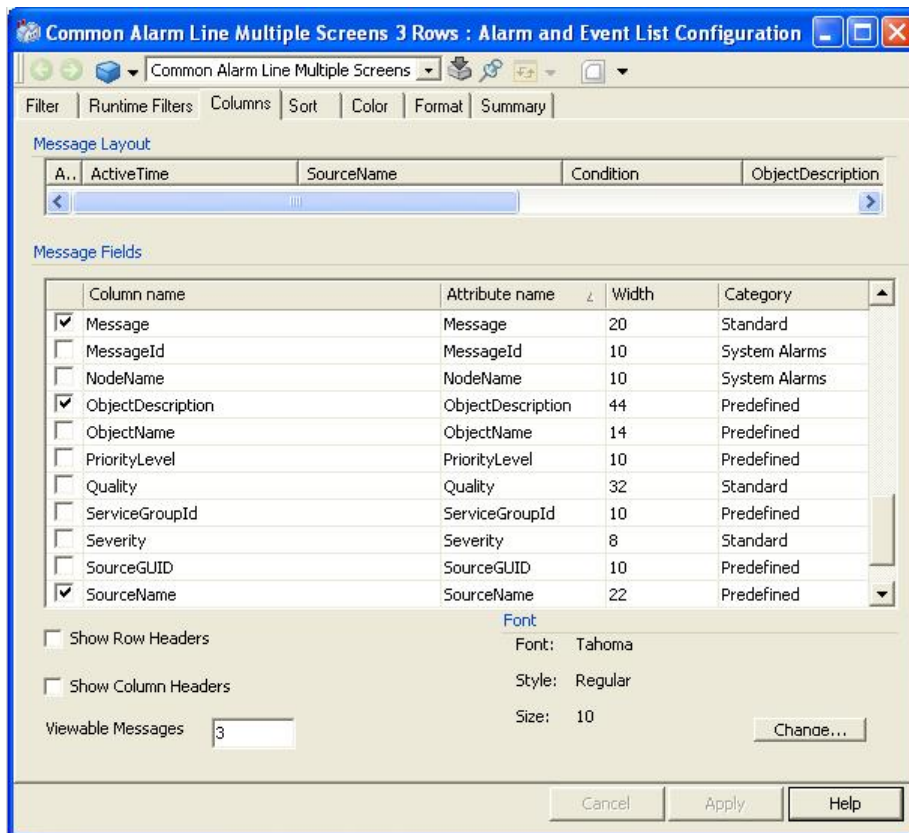 Common Alarm Line Multiple Screens 3 Rows : Alarm and Event List Configuration
Common Alarm Line Multiple Screens
Filter Runtime Filters Columns Sort Color Format Summary
Message Layout
A.. ActiveTime SourceName Condition ObjectDescription
Message Fields
Column name Attribute name Width Category
Message Message 20 Standard
MessageId MessageId 10 System Alarms
NodeName NodeName 10 System Alarms
ObjectDescription ObjectDescription 44 Predefined
ObjectName ObjectName 14 Predefined
PriorityLevel PriorityLevel 10 Predefined
Quality Quality 32 Standard
ServiceGroupId ServiceGroupId 10 Predefined
Severity Severity 8 Standard
SourceGUID SourceGUID 10 Predefined
SourceName SourceName 22 Predefined
Show Row Headers
Show Column Headers
Viewable Messages 3
Font
Font: Tahoma
Style: Regular
Size: 10
Change...
Cancel Apply Help